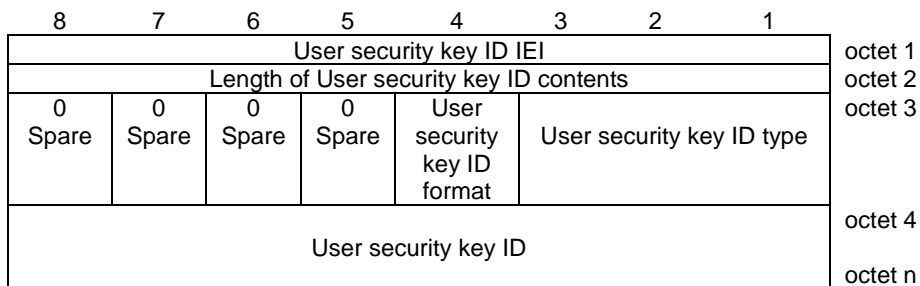 8 7 6 5 4 3 2 1
User security key ID IEI octet 1
Length of User security key ID contents octet 2
0 0 0 0 User octet 3
Spare Spare Spare Spare security User security key ID type
key ID
format
octet 4
User security key ID
octet n